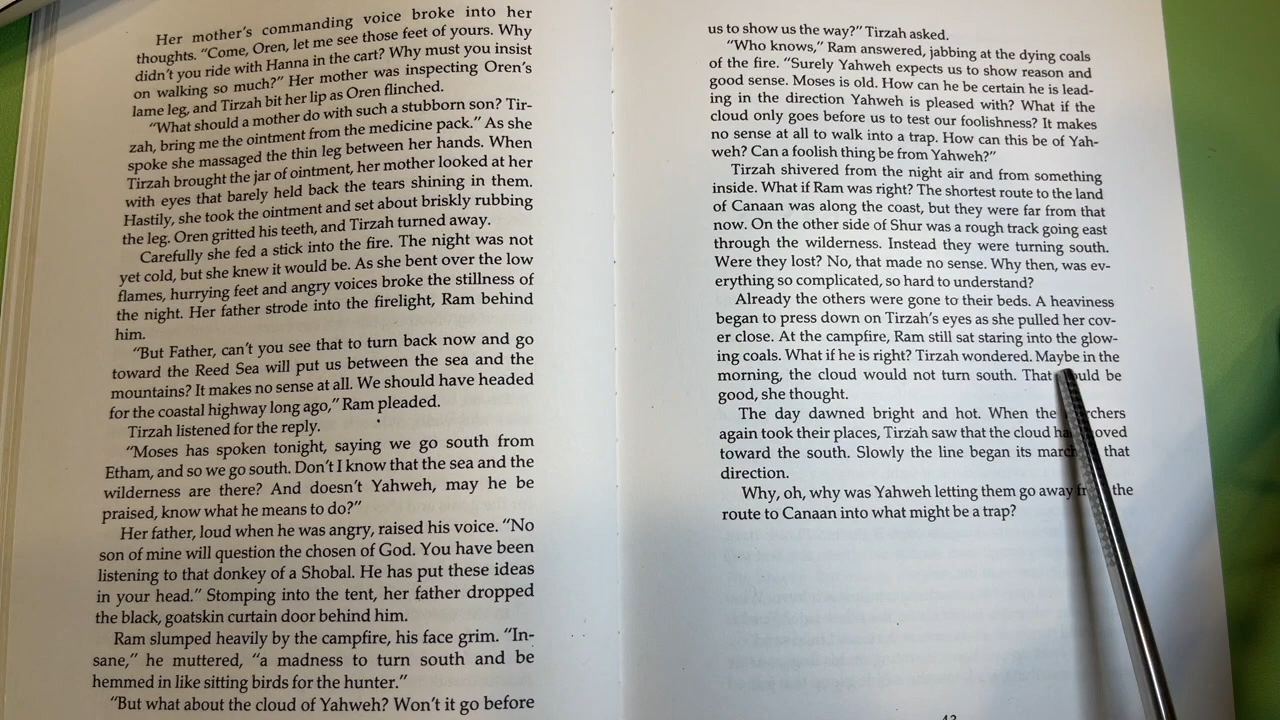 Her mother's commanding voice broke into her
thoughts. "Come, Oren, let me see those feet of yours. Why
didn't you ride with Hanna in the cart? Why must you insist
on walking so much?" Her mother was inspecting Oren's
lame leg, and Tirzah bit her lip as Oren flinched.
"What should a mother do with such a stubborn son? Tir-
zah, bring me the ointment from the medicine pack." As she
spoke she massaged the thin leg between her hands. When
Tirzah brought the jar of ointment, her mother looked at her
with eyes that barely held back the tears shining in them.
Hastily, she took the ointment and set about briskly rubbing
the leg. Oren gritted his teeth, and Tirzah turned away.
Carefully she fed a stick into the fire. The night was not
yet cold, but she knew it would be. As she bent over the low
flames, hurrying feet and angry voices broke the stillness of
the night. Her father strode into the firelight, Ram behind
him.
"But Father, can't you see that to turn back now and go
toward the Reed Sea will put us between the sea and the
mountains? It makes no sense at all. We should have headed
for the coastal highway long ago," Ram pleaded.
Tirzah listened for the reply.
"Moses has spoken tonight, saying we go south from
Etham, and so we go south. Don't I know that the sea and the
wilderness are there? And doesn't Yahweh, may he be
praised, know what he means to do?"
Her father, loud when he was angry, raised his voice. "No
son of mine will question the chosen of God. You have been
listening to that donkey of a Shobal. He has put these ideas
in your head." Stomping into the tent, her father dropped
the black, goatskin curtain door behind him.
Ram slumped heavily by the campfire, his face grim. "In-
sane," he muttered, "a madness to turn south and be
hemmed in like sitting birds for the hunter."
"But what about the cloud of Yahweh? Won't it go before
us to show us the way?" Tirzah asked.
"Who knows," Ram answered, jabbing at the dying coals
of the fire. "Surely Yahweh expects us to show reason and
good sense. Moses is old. How can he be certain he is lead-
ing in the direction Yahweh is pleased with? What if the
cloud only goes before us to test our foolishness? It makes
no sense at all to walk into a trap. How can this be of Yah-
weh? Can a foolish thing be from Yahweh?"
Tirzah shivered from the night air and from something
inside. What if Ram was right? The shortest route to the land
of Canaan was along the coast, but they were far from that
now. On the other side of Shur was a rough track going east
through the wilderness. Instead they were turning south.
Were they lost? No, that made no sense. Why then, was ev-
erything so complicated, so hard to understand?
Already the others were gone to their beds. A heaviness
began to press down on Tirzah's eyes as she pulled her cov-
er close. At the campfire, Ram still sat staring into the glow-
ing coals. What if he is right? Tirzah wondered. Maybe in the
morning, the cloud would not turn south. That would be
good, she thought.
The day dawned bright and hot. When the marchers
again took their places, Tirzah saw that the cloud had moved
toward the south. Slowly the line began its march in that
direction.
Why, oh, why was Yahweh letting them go away from the
route to Canaan into what might be a trap?